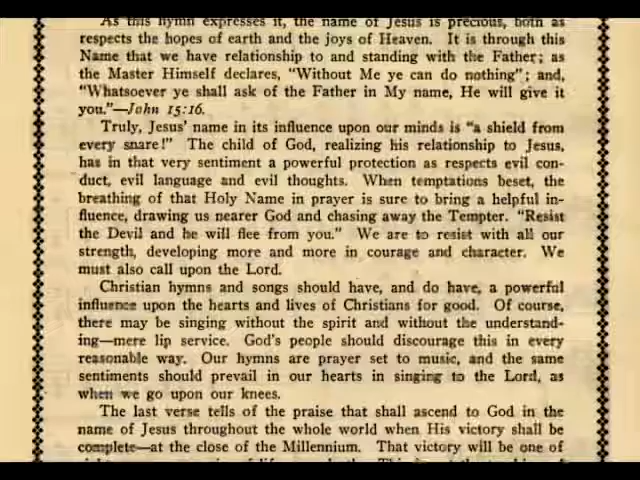 As this hymn expresses it, the name of Jesus is precious, both as
respects the hopes of earth and the joys of Heaven. It is through this
Name that we have relationship to and standing with the Father; as
the Master Himself declares, “Without Me ye can do nothing”; and,
“Whatsoever ye shall ask of the Father in My name, He will give it
you.”—John 15:16.
Truly, Jesus’ name in its influence upon our minds is “a shield from
every snare!” The child of God, realizing his relationship to Jesus,
has in that very sentiment a powerful protection as respects evil con-
duct, evil language and evil thoughts. When temptations beset, the
breathing of that Holy Name in prayer is sure to bring a helpful in-
fluence, drawing us nearer God and chasing away the Tempter. “Resist
the Devil and he will flee from you.” We are to resist with all our
strength, developing more and more in courage and character. We
must also call upon the Lord.
Christian hymns and songs should have, and do have, a powerful
influence upon the hearts and lives of Christians for good. Of course,
there may be singing without the spirit and without the understand-
ing—mere lip service. God’s people should discourage this in every
reasonable way. Our hymns are prayer set to music, and the same
sentiments should prevail in our hearts in singing to the Lord, as
when we go upon our knees.
The last verse tells of the praise that shall ascend to God in the
name of Jesus throughout the whole world when His victory shall be
complete—at the close of the Millennium. That victory will be one of